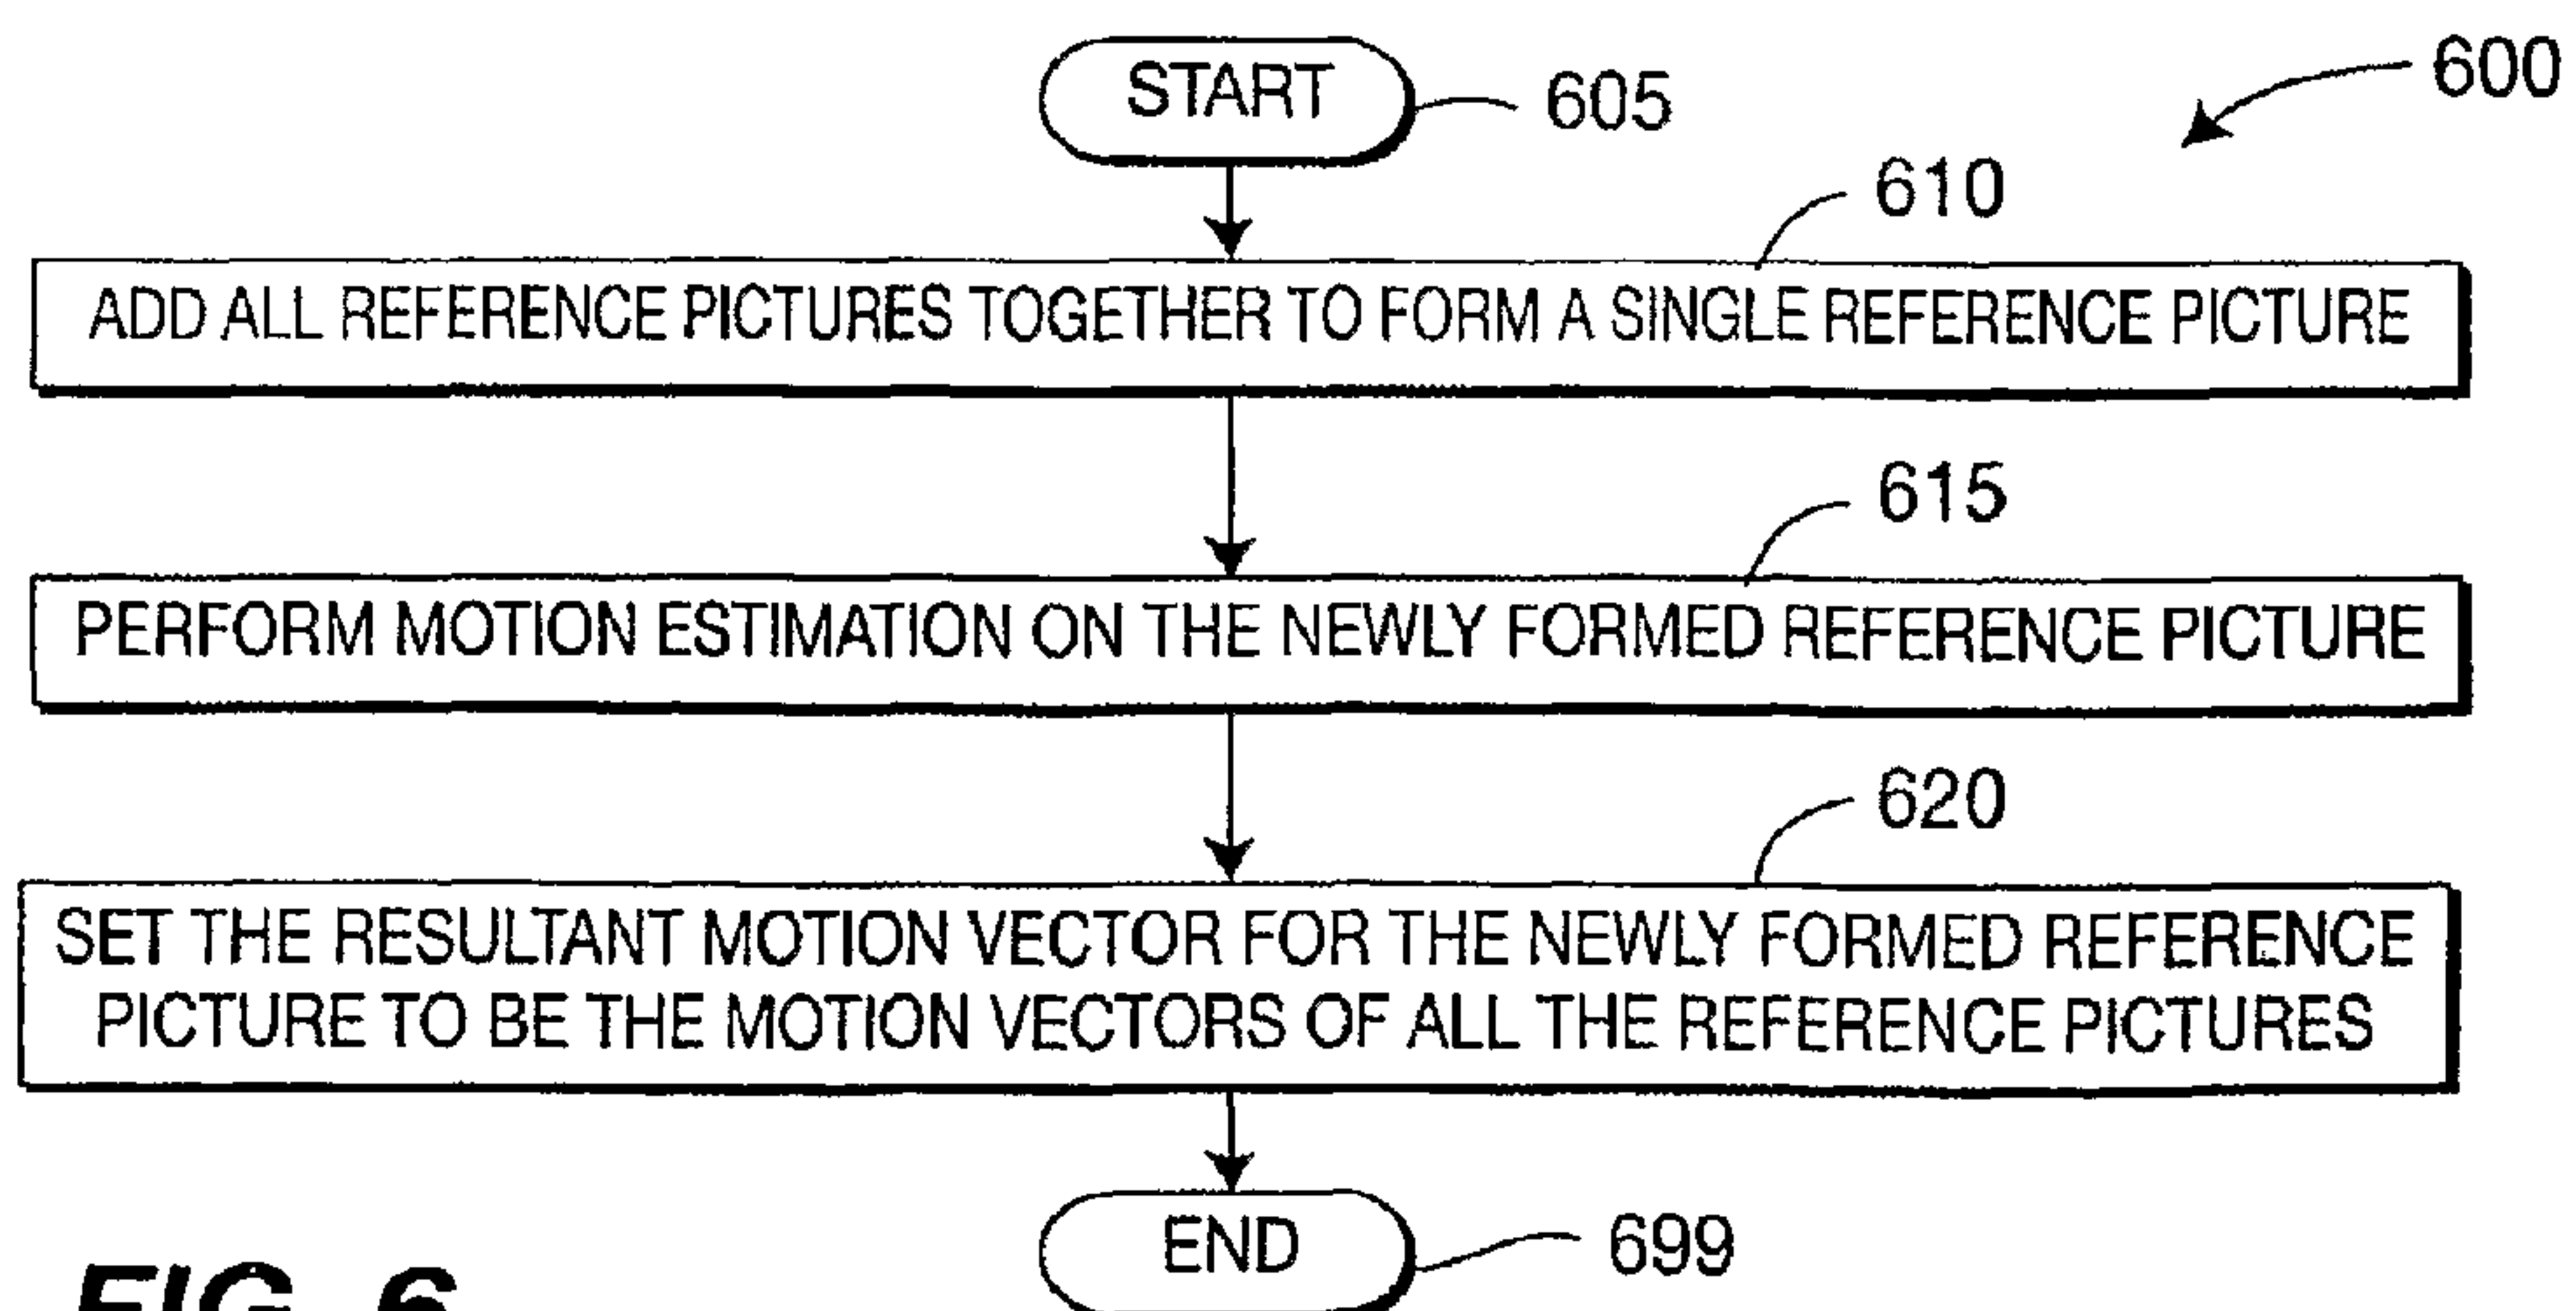 START
605
600
610
ADD ALL REFERENCE PICTURES TOGETHER TO FORM A SINGLE REFERENCE PICTURE
615
PERFORM MOTION ESTIMATION ON THE NEWLY FORMED REFERENCE PICTURE
620
SET THE RESULTANT MOTION VECTOR FOR THE NEWLY FORMED REFERENCE
PICTURE TO BE THE MOTION VECTORS OF ALL THE REFERENCE PICTURES
END
699
FIG. 6